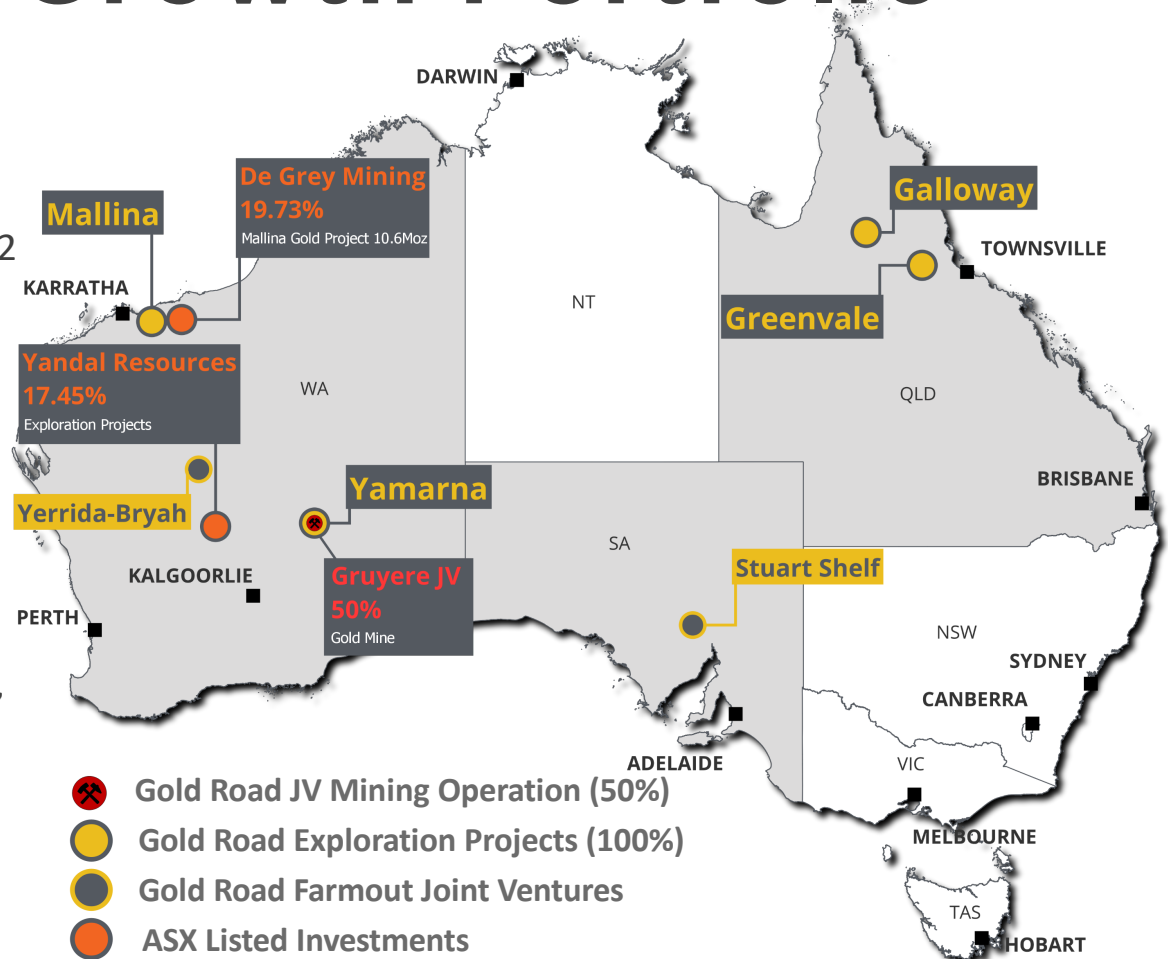 DARWIN
De Grey Mining
19.73%
Mallina Gold Project 10.6Moz
Mallina
Galloway
2
TOWNSVILLE
KARRATHA
NT
Greenvale
Yandal Resources
17.45%
Exploration Projects
WA
QLD
BRISBANE
Yamarna
Yerrida-Bryah
SA
Stuart Shelf
KALGOORLIE
Gruyere JV
50%
Gold Mine
PERTH
NSW
SYDNEY
CANBERRA
ADELAIDE
VIC
MELBOURNE
TAS
HOBART
Gold Road JV Mining Operation (50%)
Gold Road Exploration Projects (100%)
Gold Road Farmout Joint Ventures
ASX Listed Investments